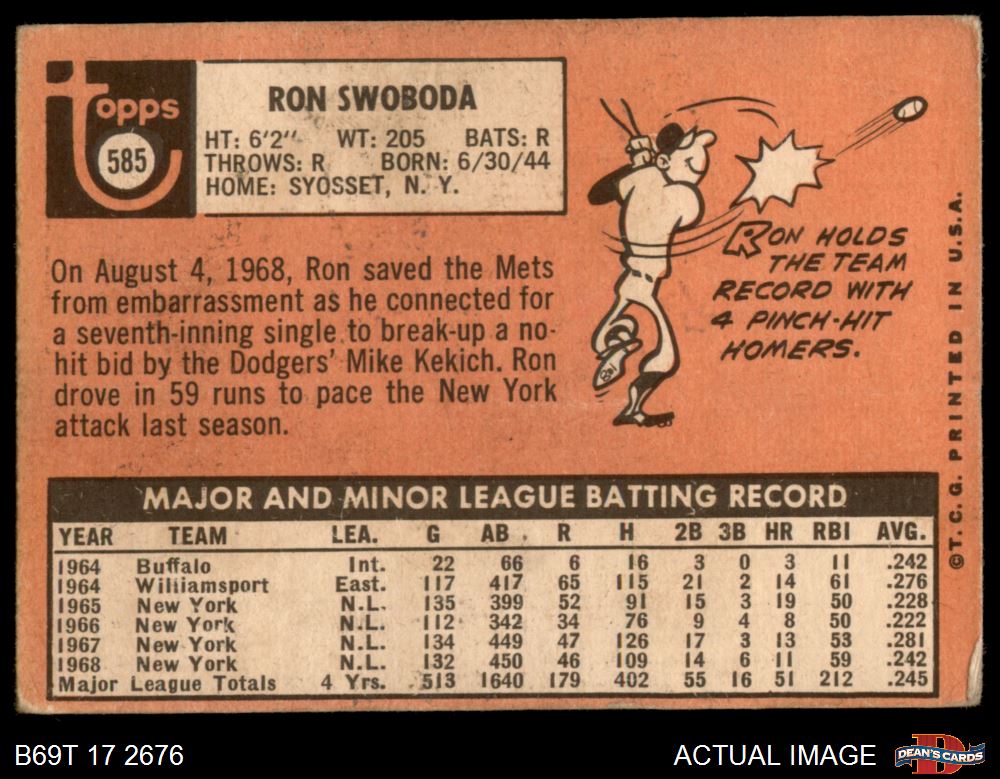 Topps
585
RON SWOBODA
HT: 6'2" WT: 205 BATS: R
THROWS: R BORN: 6/30/44
HOME: SYOSSET, N. Y.
On August 4, 1968, Ron saved the Mets
from embarrassment as he connected for
a seventh-inning single to break-up a no-
hit bid by the Dodgers' Mike Kekich. Ron
drove in 59 runs to pace the New York
attack last season.
RON HOLDS
THE TEAM
RECORD WITH
4 PINCH-HIT
HOMERS.
©T.C.G. PRINTED IN U.S.A.
MAJOR AND MINOR LEAGUE BATTING RECORD
YEAR TEAM LEA. G AB R H 2B 3B HR RBI AVG.
1964 Buffalo Int. 22 66 6 16 3 0 3 11 .242
1964 Williamsport East. 117 417 65 115 21 2 14 61 .276
1965 New York N.L. 135 399 52 91 15 3 19 50 .228
1966 New York N.L. 112 342 34 76 9 4 8 50 .222
1967 New York N.L. 134 449 47 126 17 3 13 53 .281
1968 New York N.L. 132 450 46 109 14 6 11 59 .242
Major League Totals 4 Yrs. 513 1640 179 402 55 16 51 212 .245
B69T 17 2676
ACTUAL IMAGE
DEAN'S CARDS